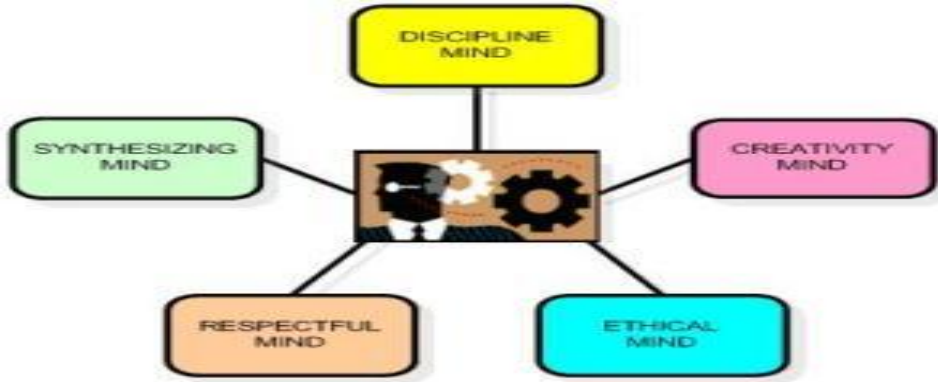 DISCIPLINE
MIND
SYNTHESIZING
MIND
CREATIVITY
MIND
RESPECTFUL
MIND
ETHICAL
MIND